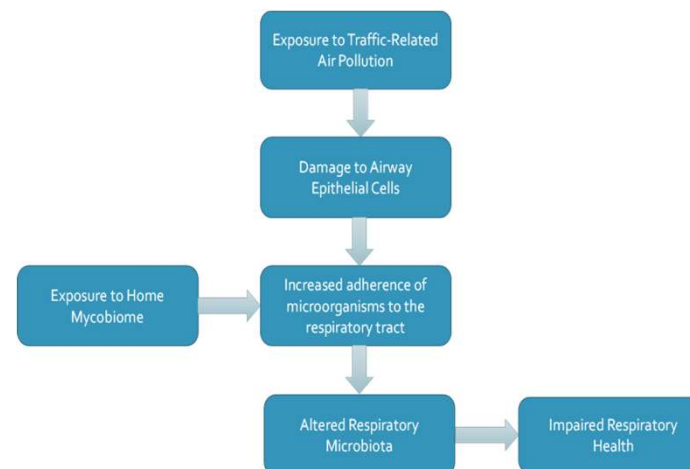 Exposure to Traffic-Related
Air Pollution
Damage to Airway
Epithelial Cells
Exposure to Home
Mycobiome
Increased adherence of
microorganisms to the
respiratory tract
Altered Respiratory
Microbiota
Impaired Respiratory
Health